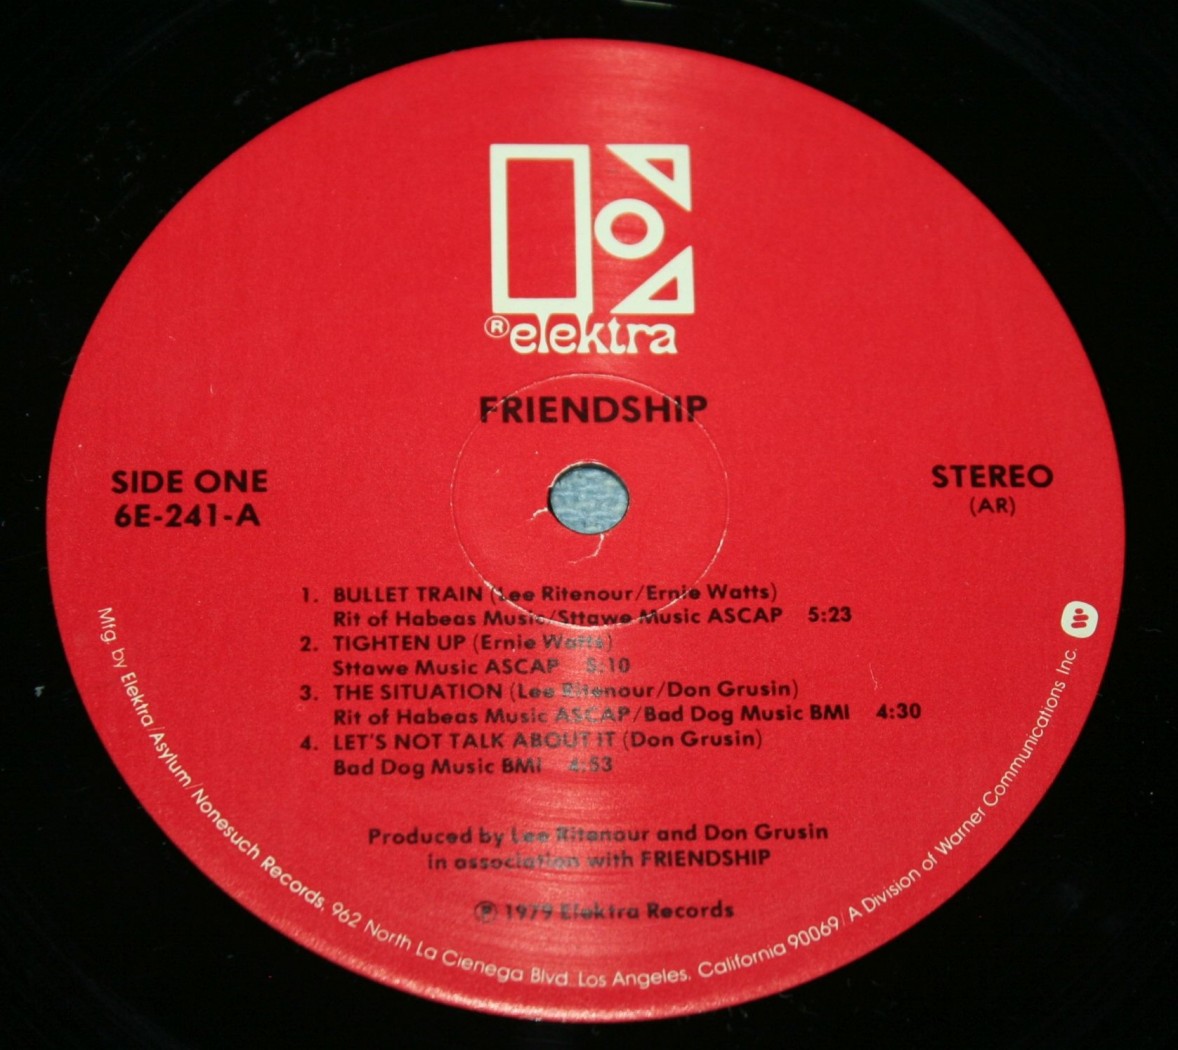 ® elektra
FRIENDSHIP
SIDE ONE
6E-241-A
STEREO
(AR)
1. BULLET TRAIN (Lee Ritenour/Ernie Watts)
Rit of Habeas Music/Sttawe Music ASCAP 5:23
2. TIGHTEN UP (Ernie Watts)
Sttawe Music ASCAP 5:10
3. THE SITUATION (Lee Ritenour/Don Grusin)
Rit of Habeas Music ASCAP/Bad Dog Music BMI 4:30
4. LET'S NOT TALK ABOUT IT (Don Grusin)
Bad Dog Music BMI 4:53
Produced by Lee Ritenour and Don Grusin
in association with FRIENDSHIP
℗ 1979 Elektra Records
Mfg. by Elektra/Asylum/Nonesuch Records, 962 North La Cienega Blvd. Los Angeles, California 90069/A Division of Warner Communications Inc.